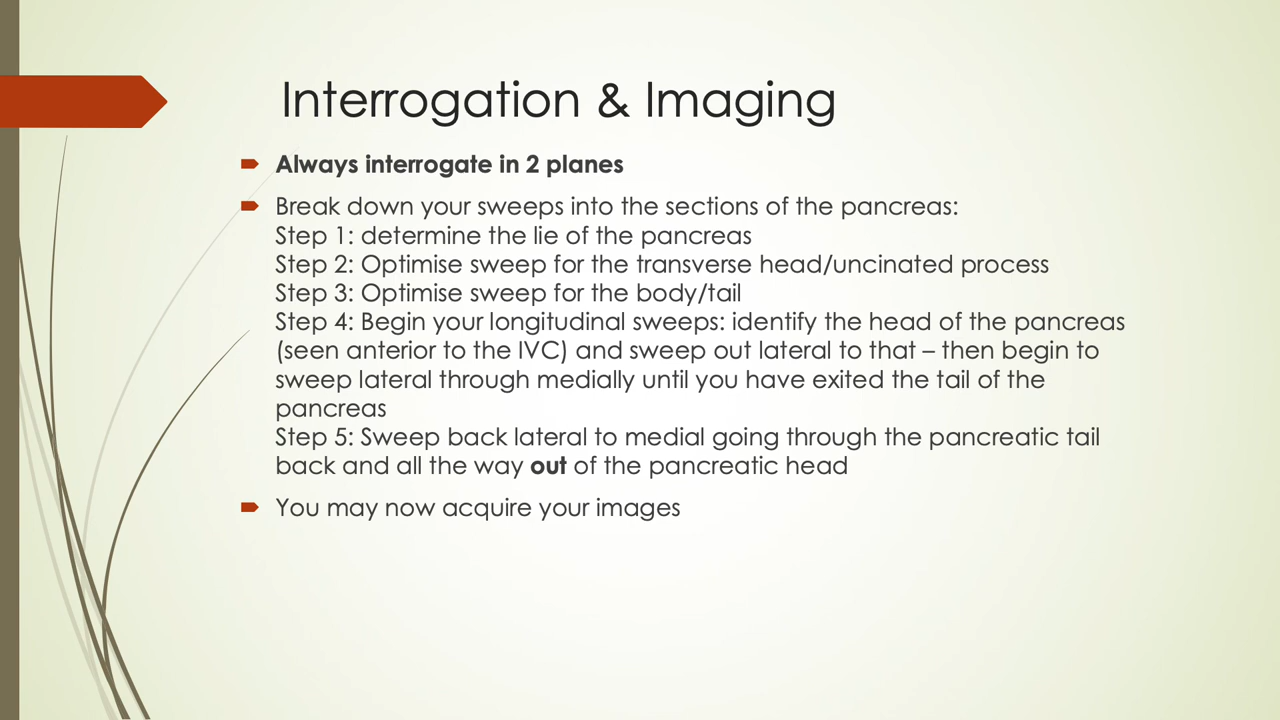 Interrogation & Imaging
Always interrogate in 2 planes
Break down your sweeps into the sections of the pancreas:
Step 1: determine the lie of the pancreas
Step 2: Optimise sweep for the transverse head/uncinated process
Step 3: Optimise sweep for the body/tail
Step 4: Begin your longitudinal sweeps: identify the head of the pancreas
(seen anterior to the IVC) and sweep out lateral to that – then begin to
sweep lateral through medially until you have exited the tail of the
pancreas
Step 5: Sweep back lateral to medial going through the pancreatic tail
back and all the way out of the pancreatic head
You may now acquire your images